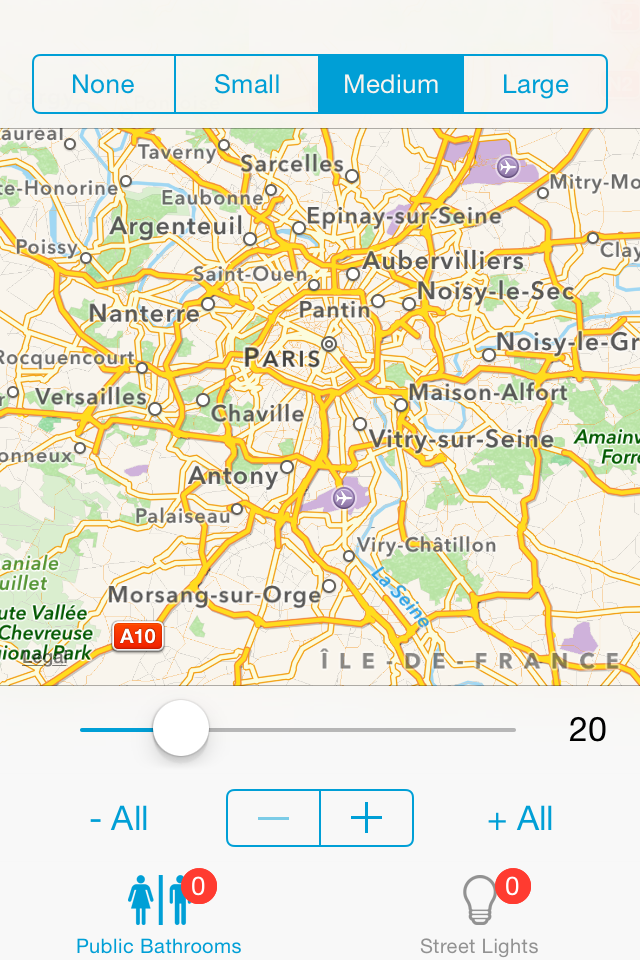 None Small Medium Large
aureal
Taverny
Sarcelles
te-Honorine
Eaubonne
Mitry-Mo
Argenteuil
Epinay-sur-Seine
Poissy
Clay
Saint-Ouen
Aubervilliers
Nanterre
Pantin
Noisy-le-Sec
Rocquencourt
PARIS
Noisy-le-Gr
Versailles
Chaville
Maison-Alfort
onneux
Vitry-sur-Seine
Amainv
Forr
Antony
Palaiseau
Viry-Châtillon
aniale
uillet
Morsang-sur-Orge
La Seine
ute Vallée
Chevreuse
gional Park
A10
Legal
ÎLE-DE-FRANCE
20
- All − + + All
0 0
Public Bathrooms Street Lights